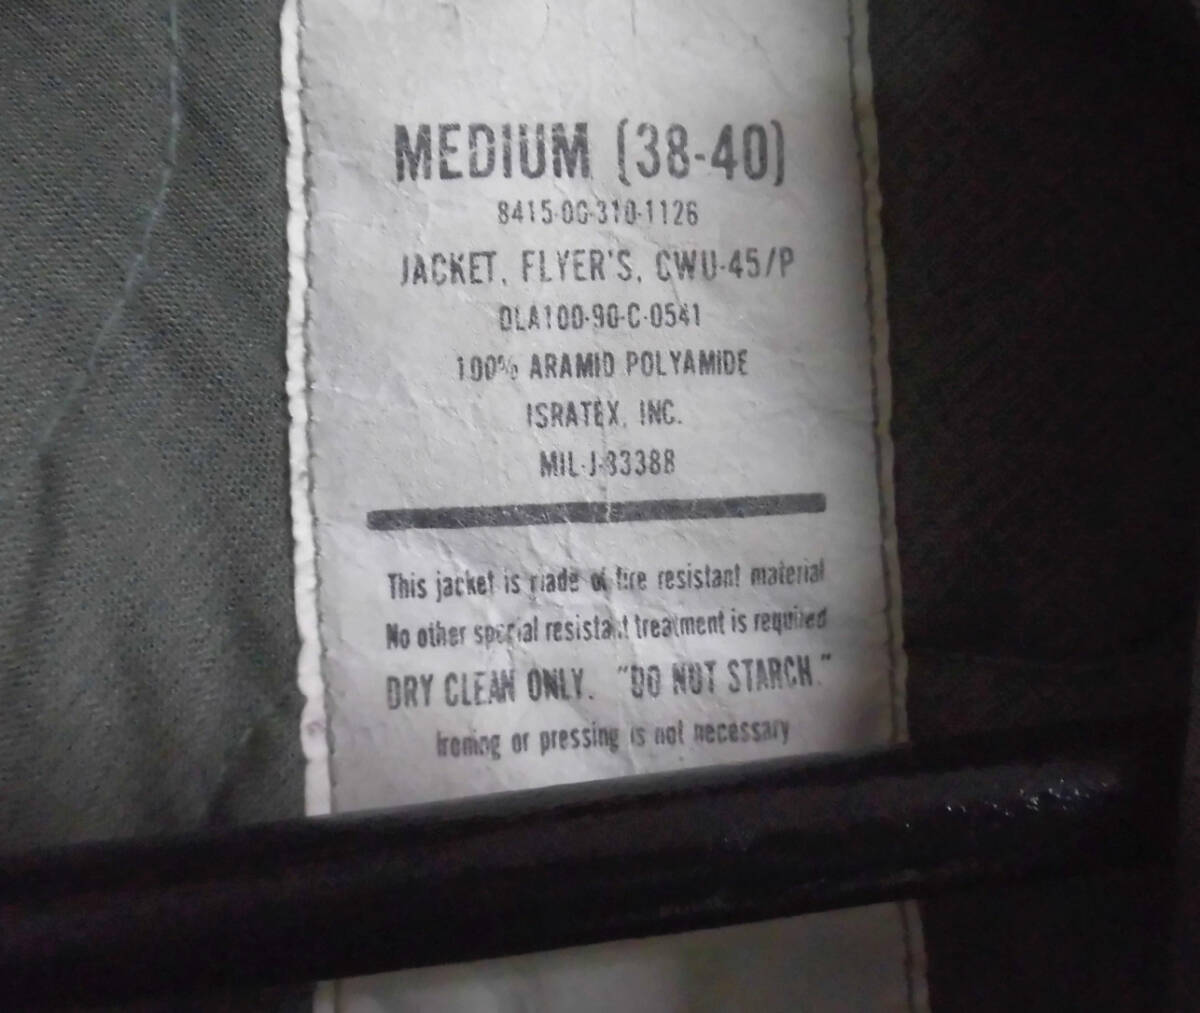 MEDIUM (38-40)
8415-00-310-1126
JACKET, FLYER'S, CWU-45/P
DLA100-90-C-0541
100% ARAMID POLYAMIDE
ISRATEX, INC.
MIL-J-83388
This jacket is made of fire resistant material
No other special resistant treatment is required
DRY CLEAN ONLY. "DO NOT STARCH."
Ironing or pressing is not necessary